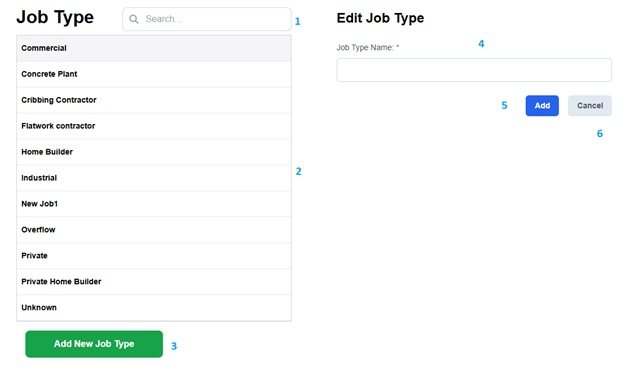 Job Type
Search...
1
Commercial
Concrete Plant
Cribbing Contractor
Flatwork contractor
Home Builder
Industrial
2
New Job1
Overflow
Private
Private Home Builder
Unknown
Add New Job Type
3
Edit Job Type
4
Job Type Name: *
5
Add
Cancel
6